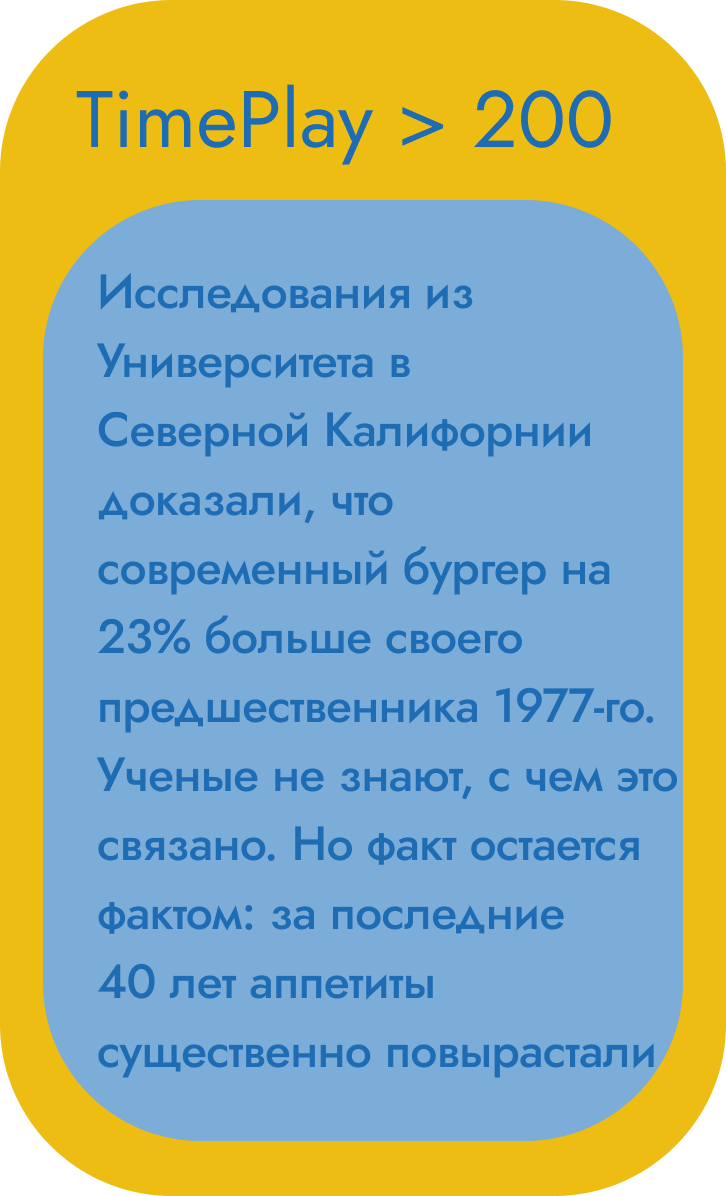 TimePlay > 200
Исследования из
Университета в
Северной Калифорнии
доказали, что
современный бургер на
23% больше своего
предшественника 1977-го.
Ученые не знают, с чем это
связано. Но факт остается
фактом: за последние
40 лет аппетиты
существенно повырастали